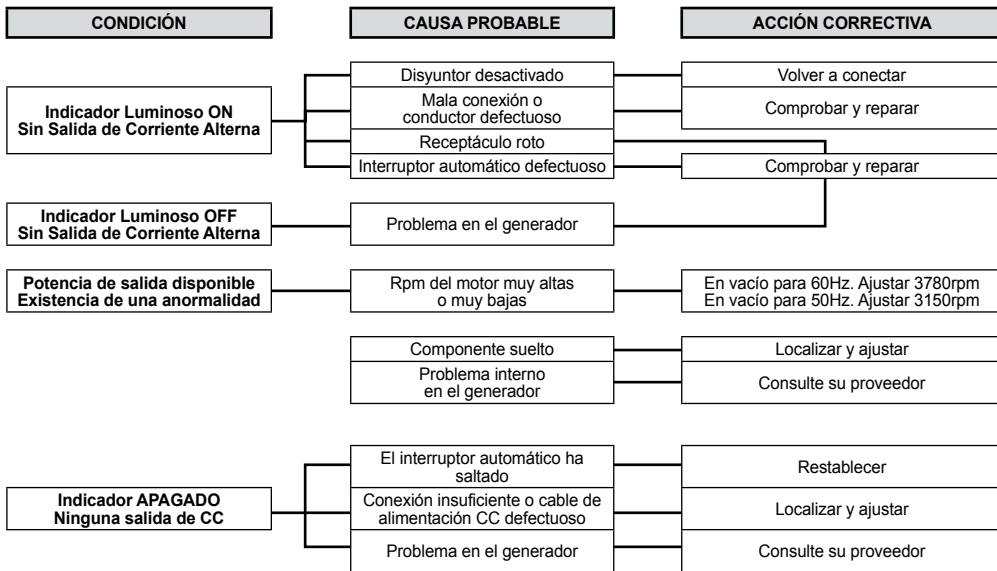 CONDICIÓN
CAUSA PROBABLE
ACCIÓN CORRECTIVA
Indicador Luminoso ON
Sin Salida de Corriente Alterna
Disyuntor desactivado
Volver a conectar
Mala conexión o
conductor defectuoso
Comprobar y reparar
Receptáculo roto
Interruptor automático defectuoso
Comprobar y reparar
Indicador Luminoso OFF
Sin Salida de Corriente Alterna
Problema en el generador
Potencia de salida disponible
Existencia de una anormalidad
Rpm del motor muy altas
o muy bajas
En vacío para 60Hz. Ajustar 3780rpm
En vacío para 50Hz. Ajustar 3150rpm
Componente suelto
Localizar y ajustar
Problema interno
en el generador
Consulte su proveedor
Indicador APAGADO
Ninguna salida de CC
El interruptor automático ha
saltado
Restablecer
Conexión insuficiente o cable de
alimentación CC defectuoso
Localizar y ajustar
Problema en el generador
Consulte su proveedor